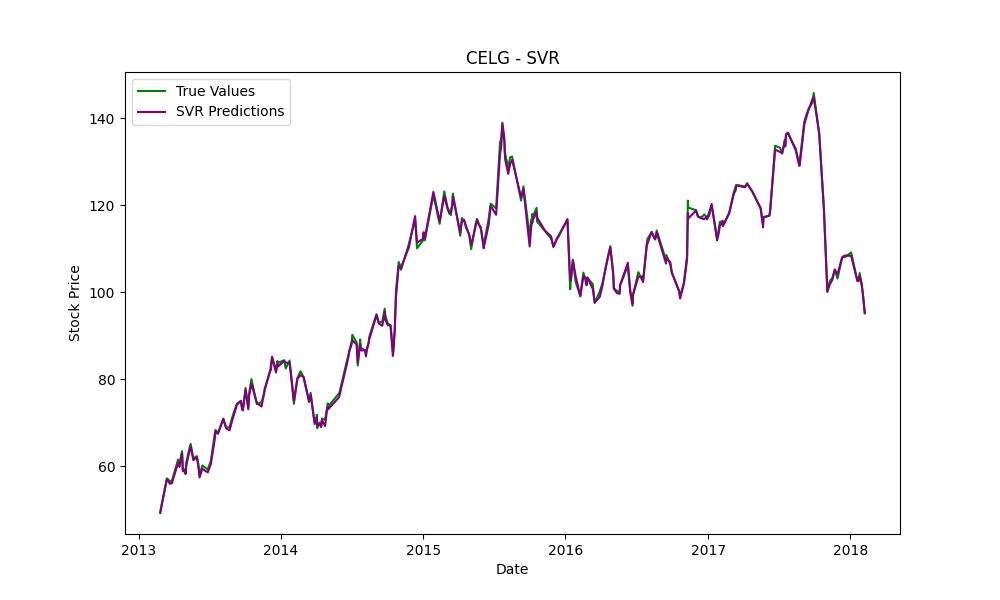 CELG - SVR
True Values
SVR Predictions
140
120
100
80
60
Stock Price
2013 2014 2015 2016 2017 2018
Date